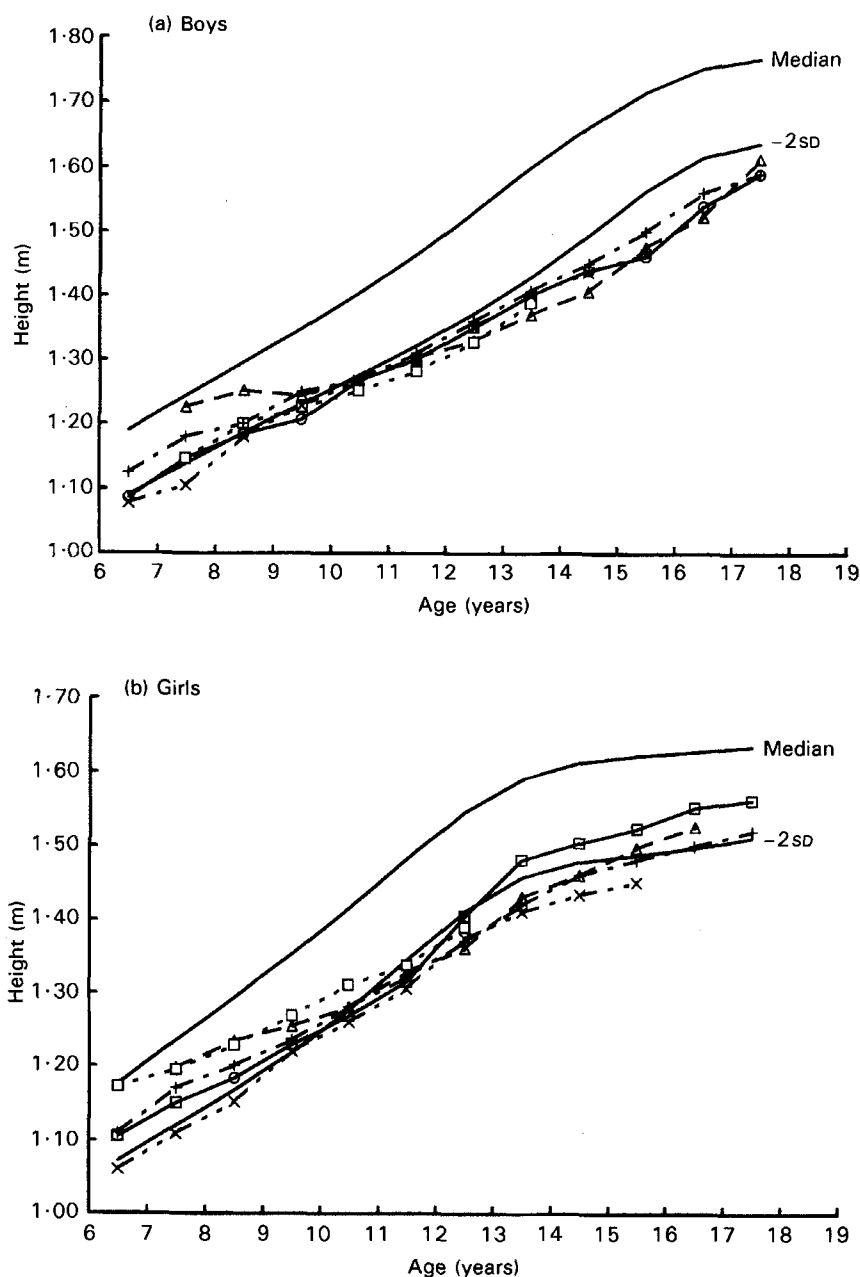 (a) Boys
1·80
1·70
1·60
1·50
1·40
1·30
1·20
1·10
1·00
Height (m)
Median
−2SD
6 7 8 9 10 11 12 13 14 15 16 17 18 19
Age (years)
(b) Girls
1·70
1·60
1·50
1·40
1·30
1·20
1·10
1·00
Height (m)
Median
−2SD
6 7 8 9 10 11 12 13 14 15 16 17 18 19
Age (years)